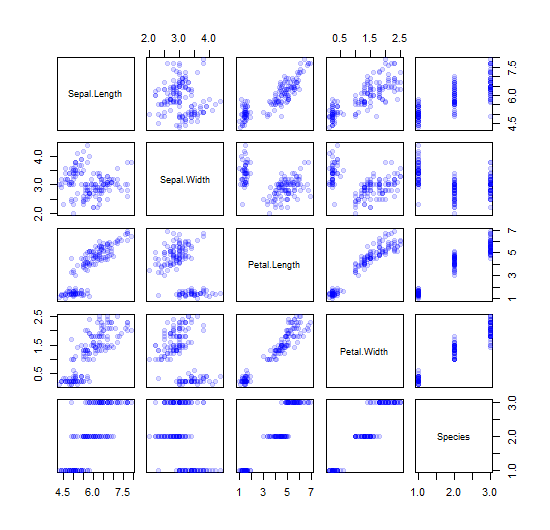 2.0 3.0 4.0
0.5 1.5 2.5
Sepal.Length
4.5 6.0 7.5
2.0 3.0 4.0
Sepal.Width
Petal.Length
1 3 5 7
0.5 1.5 2.5
Petal.Width
Species
1.0 2.0 3.0
4.5 6.0 7.5
1 3 5 7
1.0 2.0 3.0